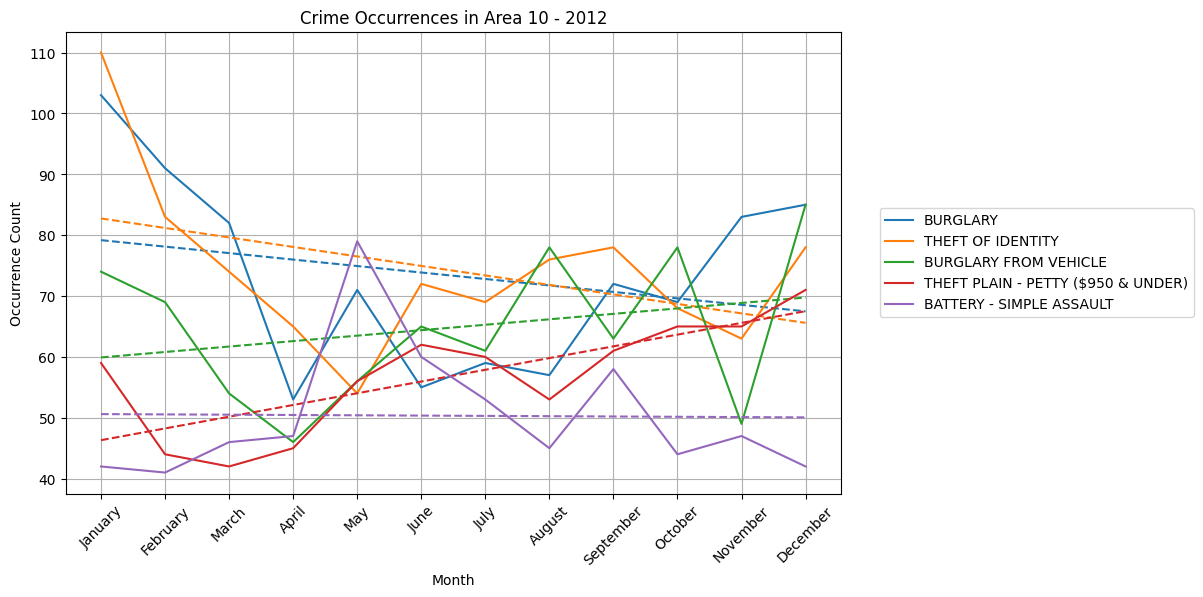 Crime Occurrences in Area 10 - 2012
Occurrence Count
110
100
90
80
70
60
50
40
January
February
March
April
May
June
July
August
September
October
November
December
Month
BURGLARY
THEFT OF IDENTITY
BURGLARY FROM VEHICLE
THEFT PLAIN - PETTY ($950 & UNDER)
BATTERY - SIMPLE ASSAULT